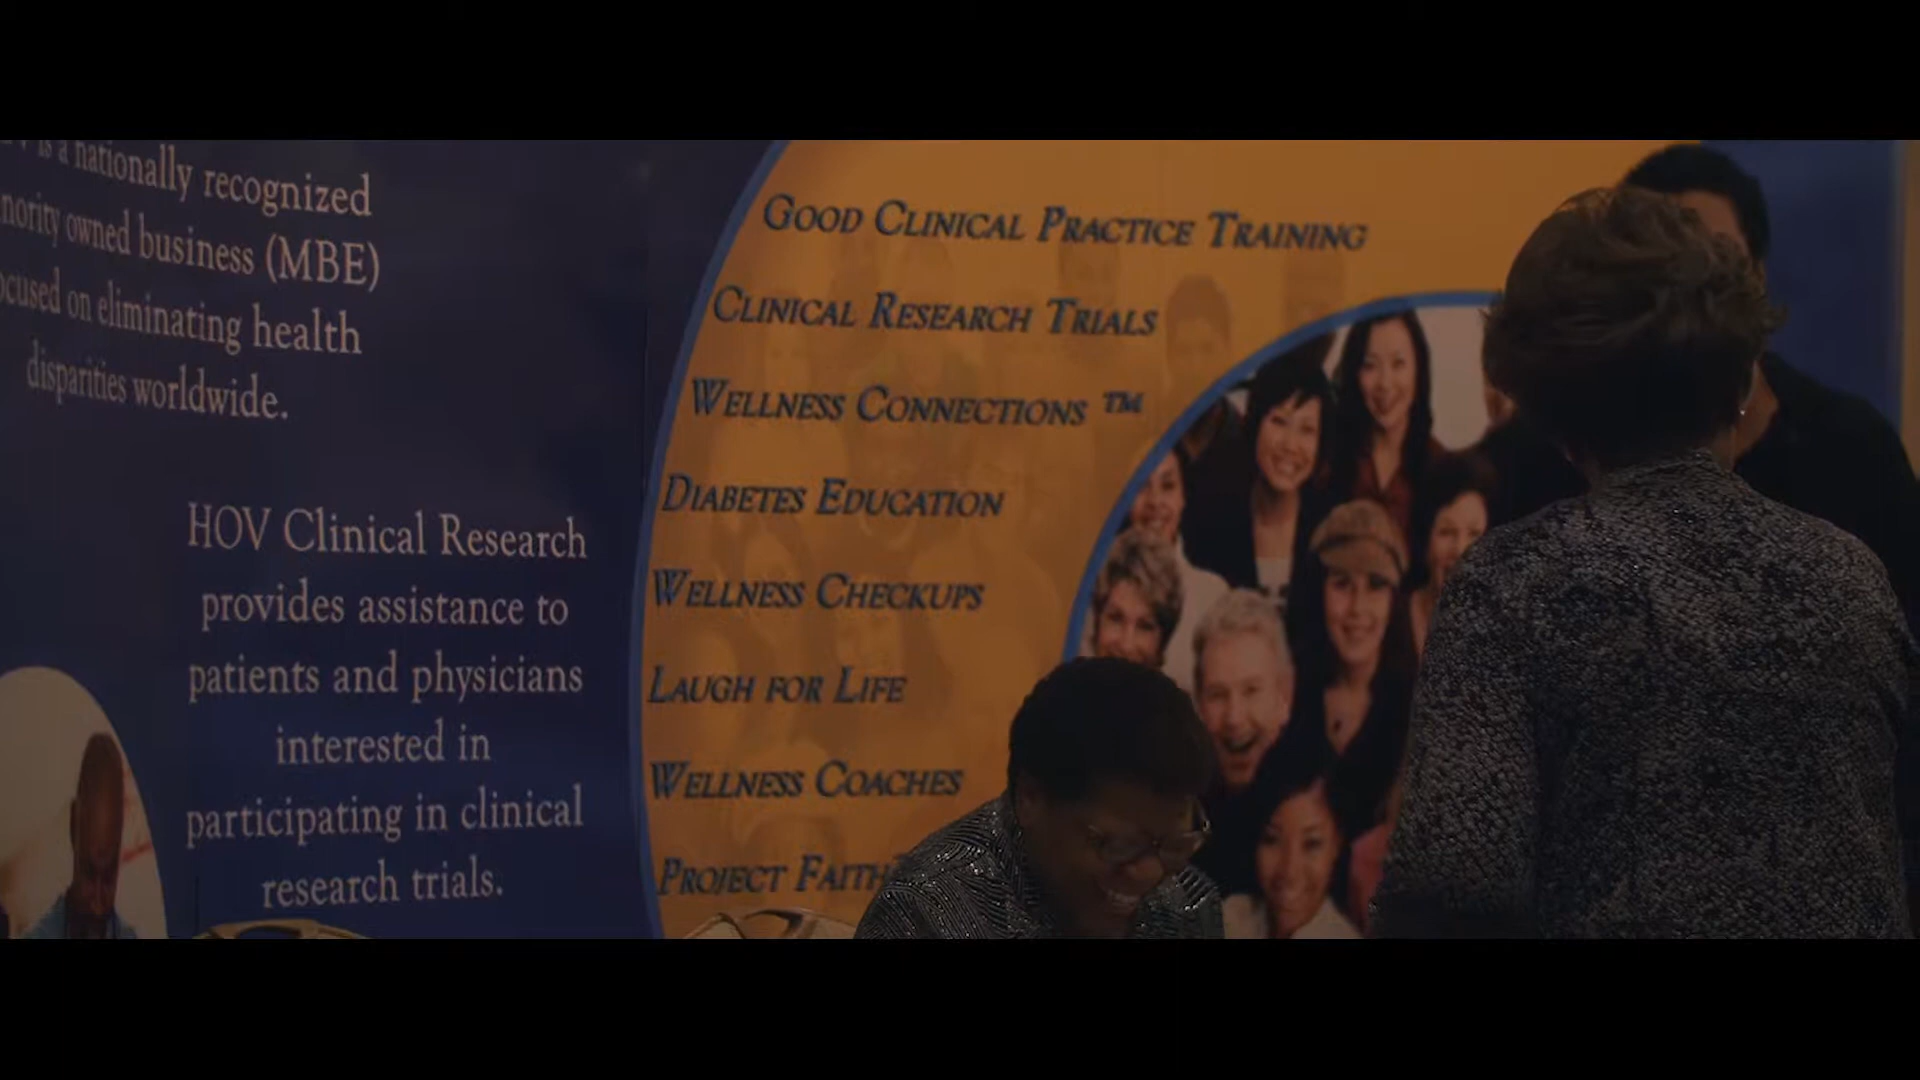 is a nationally recognized
owned business (MBE)
on eliminating health
disparities worldwide.
HOV Clinical Research
provides assistance to
patients and physicians
interested in
participating in clinical
research trials.
GOOD CLINICAL PRACTICE TRAINING
CLINICAL RESEARCH TRIALS
WELLNESS CONNECTIONS ™
DIABETES EDUCATION
WELLNESS CHECKUPS
LAUGH FOR LIFE
WELLNESS COACHES
PROJECT FAITH